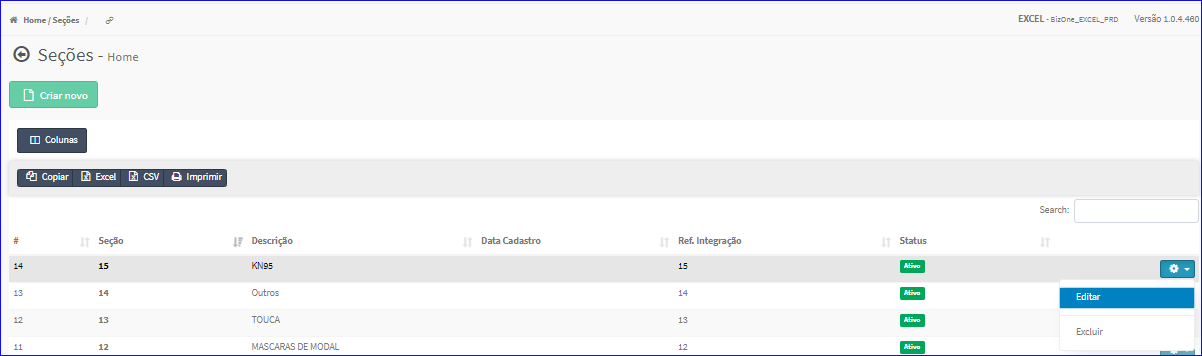 Home / Seções / EXCEL - BizOne_EXCEL_PRD Versão 1.0.4.460
Seções - Home
Criar novo
Colunas
Copiar Excel CSV Imprimir
Search:
# Seção Descrição Data Cadastro Ref. Integração Status
14 15 KN95 15 Ativo
13 14 Outros 14 Ativo
Editar
12 13 TOUCA 13 Ativo
Excluir
11 12 MASCARAS DE MODAL 12 Ativo